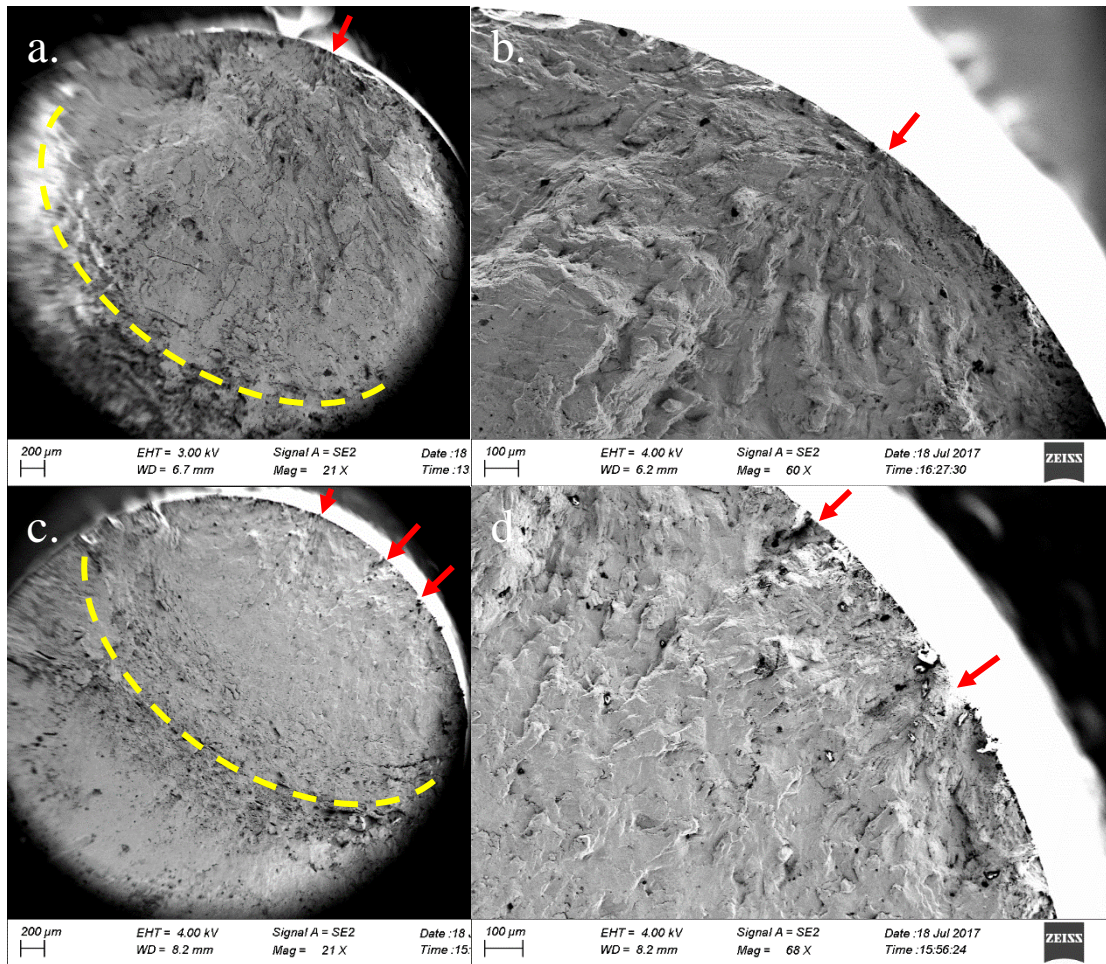 a.
200 µm
EHT = 3.00 kV
WD = 6.7 mm
Signal A = SE2
Mag = 21 X
Date :18
Time :13
b.
100 µm
EHT = 4.00 kV
WD = 6.2 mm
Signal A = SE2
Mag = 60 X
Date :18 Jul 2017
Time :16:27:30
ZEISS
c.
200 µm
EHT = 4.00 kV
WD = 8.2 mm
Signal A = SE2
Mag = 21 X
Date :18 J
Time :15:
d.
100 µm
EHT = 4.00 kV
WD = 8.2 mm
Signal A = SE2
Mag = 68 X
Date :18 Jul 2017
Time :15:56:24
ZEISS